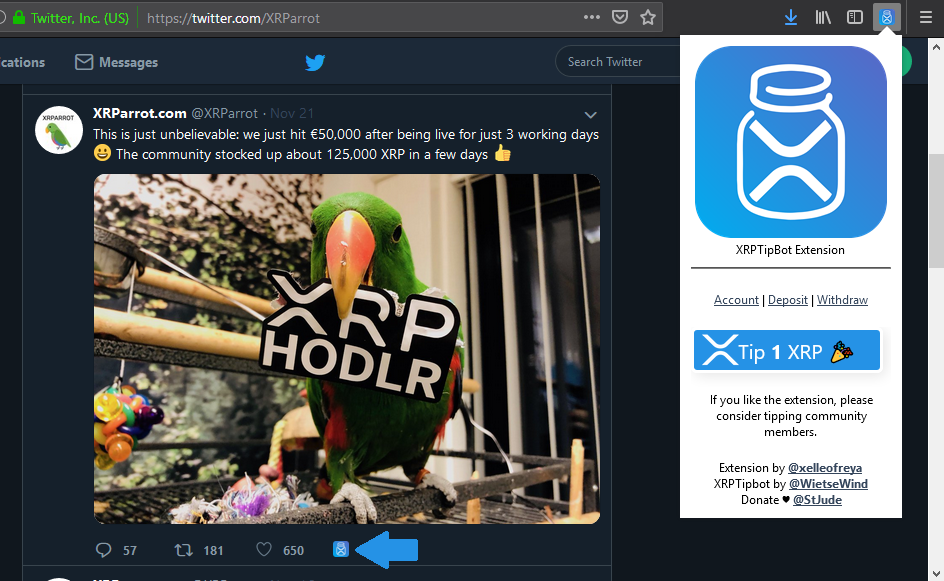 Twitter, Inc. (US)
https://twitter.com/XRParrot
cations
Messages
Search Twitter
XRPARROT
XRParrot.com @XRParrot · Nov 21
This is just unbelievable: we just hit €50,000 after being live for just 3 working days
😀 The community stocked up about 125,000 XRP in a few days 👍
XRP
HODLR
57
181
650
XRPTipBot Extension
Account | Deposit | Withdraw
Tip 1 XRP 🎉
If you like the extension, please
consider tipping community
members.
Extension by @xelleofreya
XRPTipbot by @WietseWind
Donate ♥ @StJude